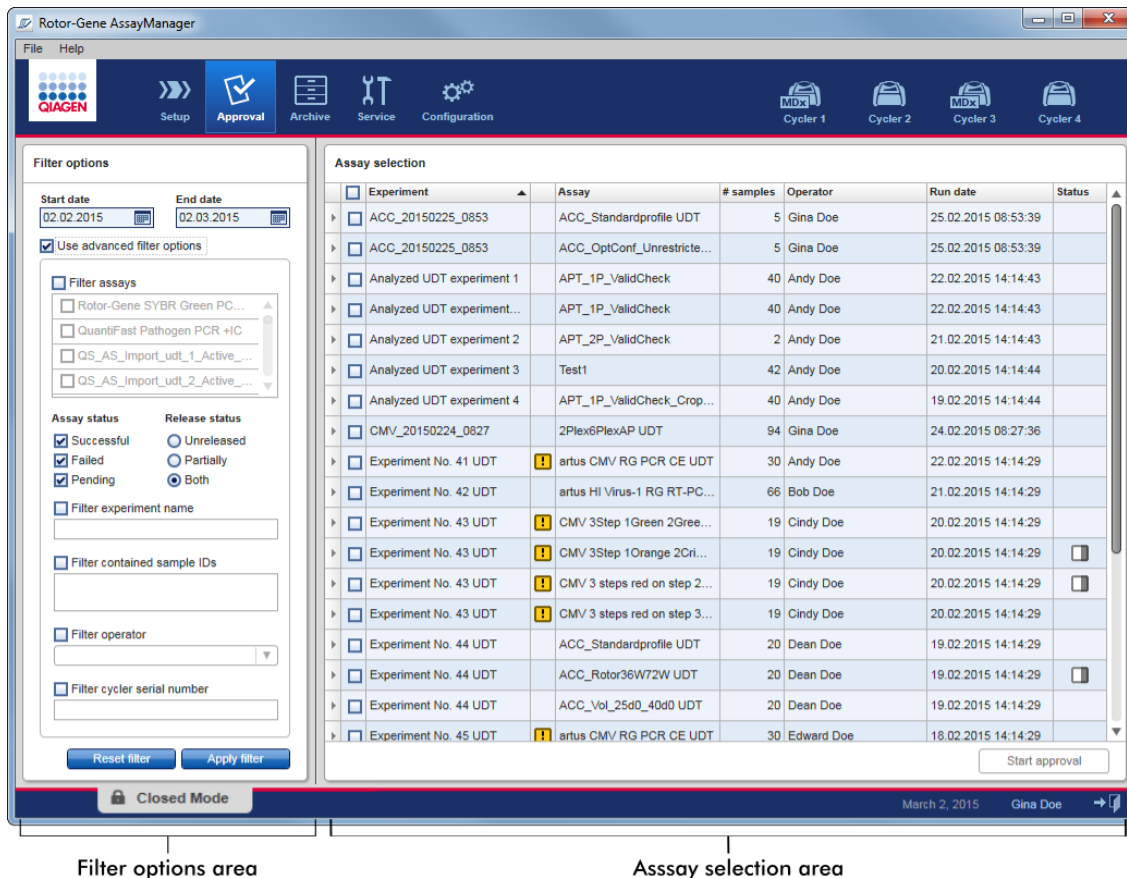 Rotor-Gene AssayManager
File Help
QIAGEN
Setup Approval Archive Service Configuration MDx Cycler 1 Cycler 2 MDx Cycler 3 Cycler 4
Filter options
Start date End date
02.02.2015 02.03.2015
Use advanced filter options
Filter assays
Rotor-Gene SYBR Green PC...
QuantiFast Pathogen PCR +IC
QS_AS_Import_udt_1_Active_...
QS_AS_Import_udt_2_Active_...
Assay status Release status
Successful Unreleased
Failed Partially
Pending Both
Filter experiment name
Filter contained sample IDs
Filter operator
Filter cycler serial number
Reset filter Apply filter
Assay selection
Experiment Assay # samples Operator Run date Status
ACC_20150225_0853 ACC_Standardprofile UDT 5 Gina Doe 25.02.2015 08:53:39
ACC_20150225_0853 ACC_OptConf_Unrestricte... 5 Gina Doe 25.02.2015 08:53:39
Analyzed UDT experiment 1 APT_1P_ValidCheck 40 Andy Doe 22.02.2015 14:14:43
Analyzed UDT experiment... APT_1P_ValidCheck 40 Andy Doe 22.02.2015 14:14:43
Analyzed UDT experiment 2 APT_2P_ValidCheck 2 Andy Doe 21.02.2015 14:14:43
Analyzed UDT experiment 3 Test1 42 Andy Doe 20.02.2015 14:14:44
Analyzed UDT experiment 4 APT_1P_ValidCheck_Crop... 40 Andy Doe 19.02.2015 14:14:44
CMV_20150224_0827 2Plex6PlexAP UDT 94 Gina Doe 24.02.2015 08:27:36
Experiment No. 41 UDT ! artus CMV RG PCR CE UDT 30 Andy Doe 22.02.2015 14:14:29
Experiment No. 42 UDT artus HI Virus-1 RG RT-PC... 66 Bob Doe 21.02.2015 14:14:29
Experiment No. 43 UDT ! CMV 3Step 1Green 2Gree... 19 Cindy Doe 20.02.2015 14:14:29
Experiment No. 43 UDT ! CMV 3Step 1Orange 2Cri... 19 Cindy Doe 20.02.2015 14:14:29
Experiment No. 43 UDT ! CMV 3 steps red on step 2... 19 Cindy Doe 20.02.2015 14:14:29
Experiment No. 43 UDT ! CMV 3 steps red on step 3... 19 Cindy Doe 20.02.2015 14:14:29
Experiment No. 44 UDT ACC_Standardprofile UDT 20 Dean Doe 19.02.2015 14:14:29
Experiment No. 44 UDT ACC_Rotor36W72W UDT 20 Dean Doe 19.02.2015 14:14:29
Experiment No. 44 UDT ACC_Vol_25d0_40d0 UDT 20 Dean Doe 19.02.2015 14:14:29
Experiment No. 45 UDT ! artus CMV RG PCR CE UDT 30 Edward Doe 18.02.2015 14:14:29
Start approval
Closed Mode March 2, 2015 Gina Doe
Filter options area Asssay selection area